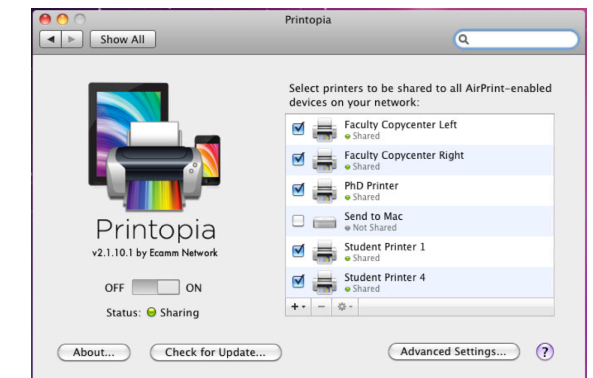 Printopia
Show All
Select printers to be shared to all AirPrint-enabled
devices on your network:
Faculty Copycenter Left
Shared
Faculty Copycenter Right
Shared
PhD Printer
Shared
Send to Mac
Not Shared
Student Printer 1
Shared
Student Printer 4
Shared
Printopia
v2.1.10.1 by Ecamm Network
OFF ON
Status: Sharing
About... Check for Update... Advanced Settings... ?